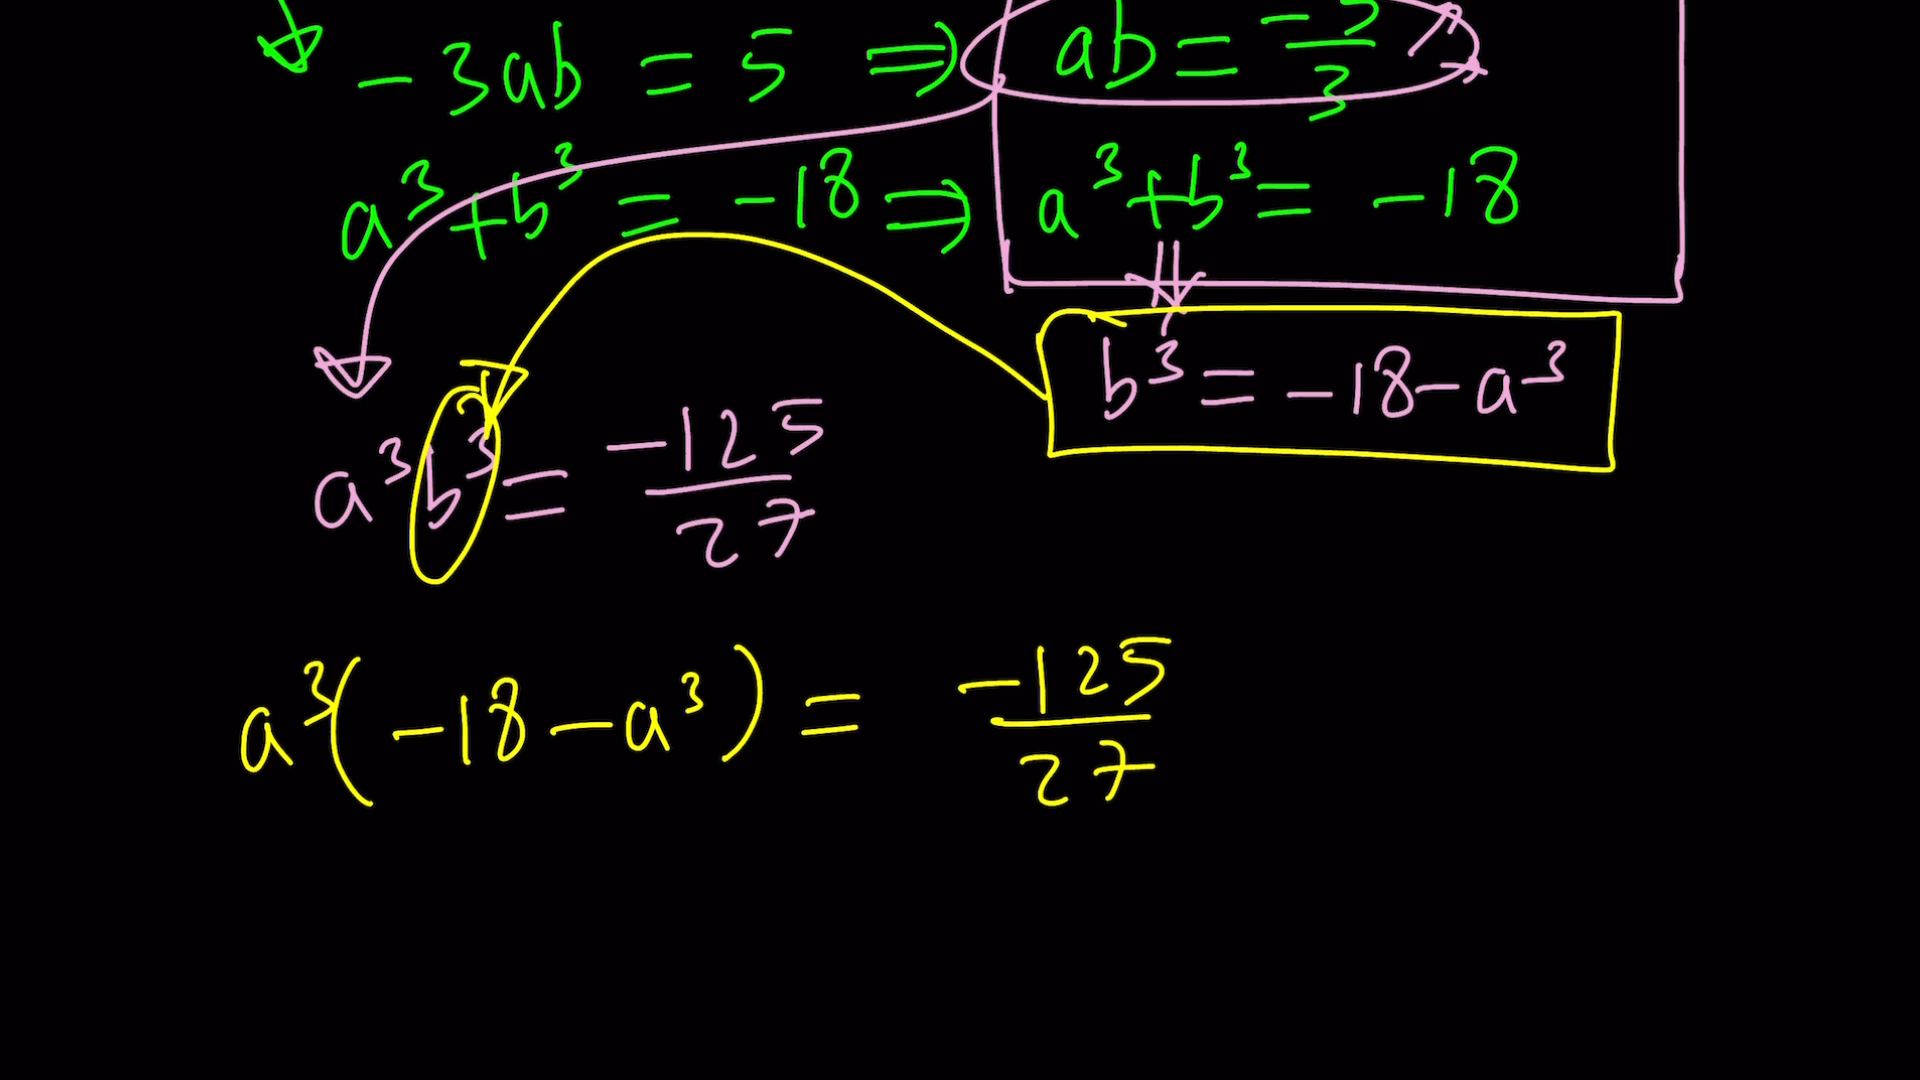 -3ab = 5 ⇒ ab = -5/3
a³+b³ = -18 ⇒ a³+b³ = -18
b³ = -18-a³
a³b³ = -125/27
a³(-18-a³) = -125/27